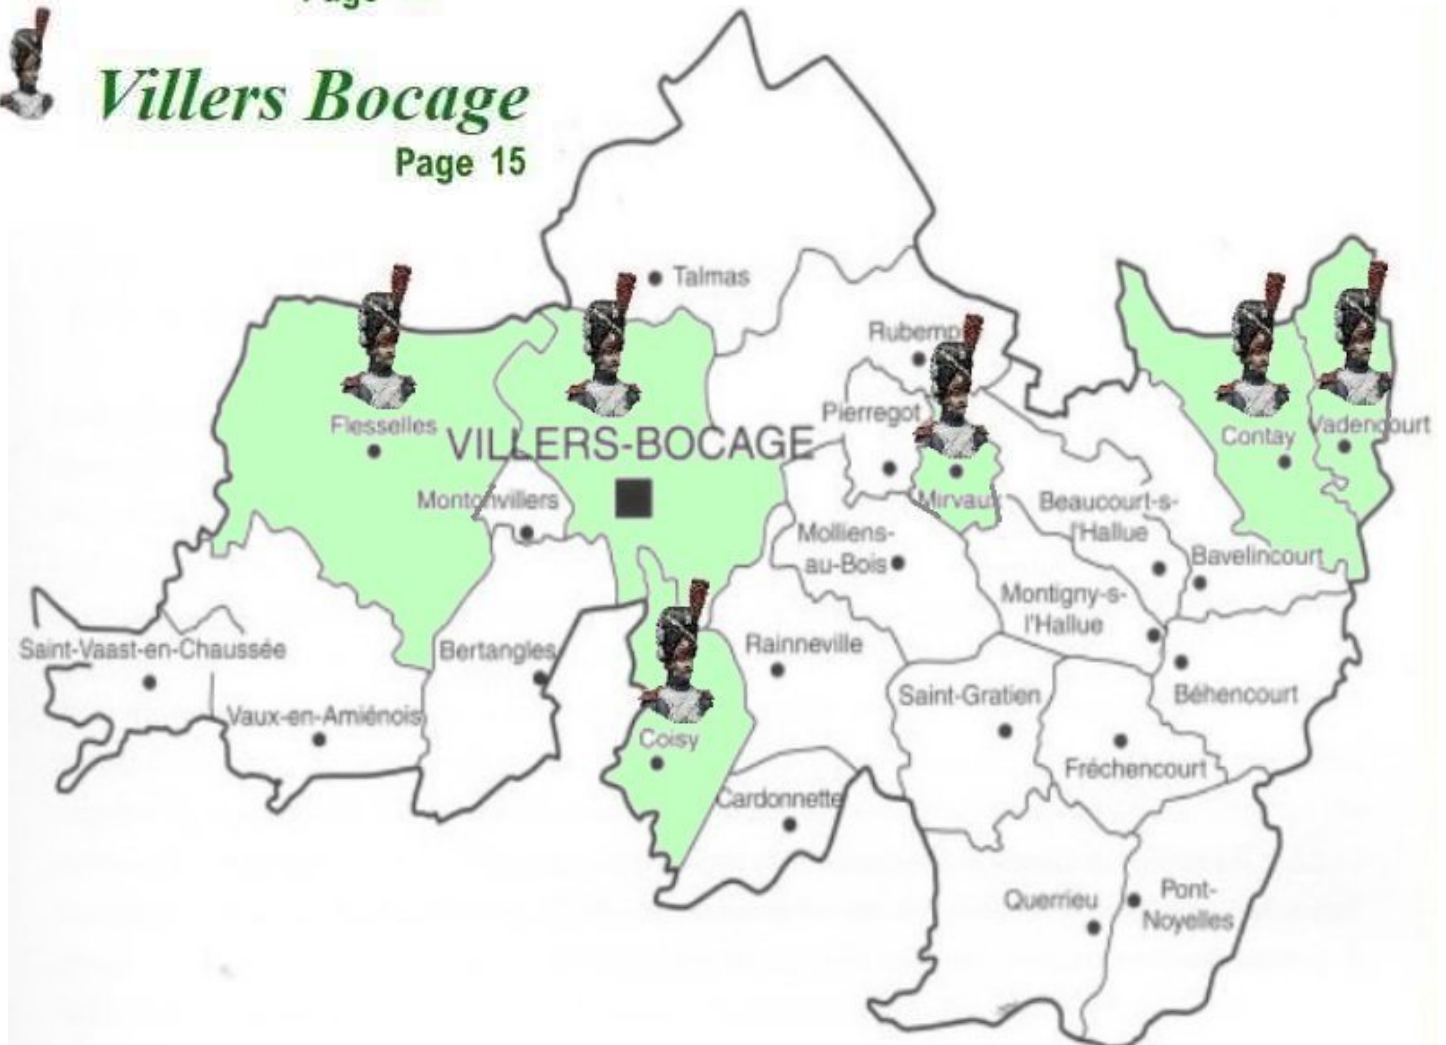 Villers Bocage
Page 15
Talmas
Rubemp
Flesselles
Pierregot
VILLERS-BOCAGE
Contay
Vadencourt
Montonvillers
Mirvaux
Beaucourt-s-
l'Hallue
Molliens-
au-Bois
Bavelincourt
Montigny-s-
l'Hallue
Saint-Vaast-en-Chaussée
Bertangles
Rainneville
Saint-Gratien
Béhencourt
Vaux-en-Amiénois
Coisy
Fréchencourt
Cardonnette
Querrieu
Pont-
Noyelles